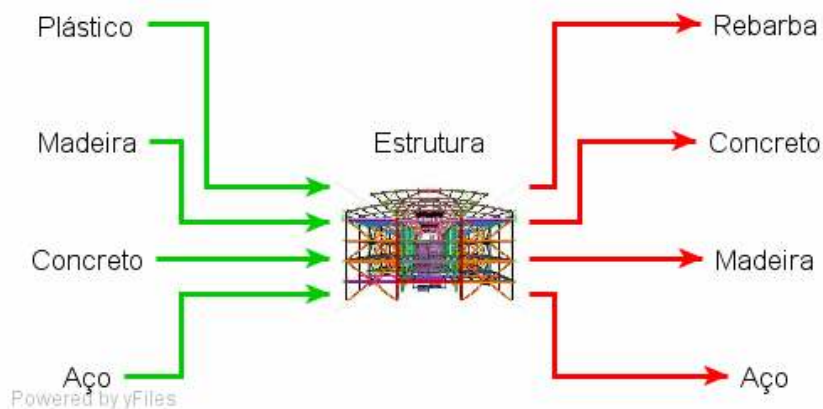 Plástico
Rebarba
Madeira
Estrutura
Concreto
Concreto
Madeira
Aço
Aço
Powered by yFiles